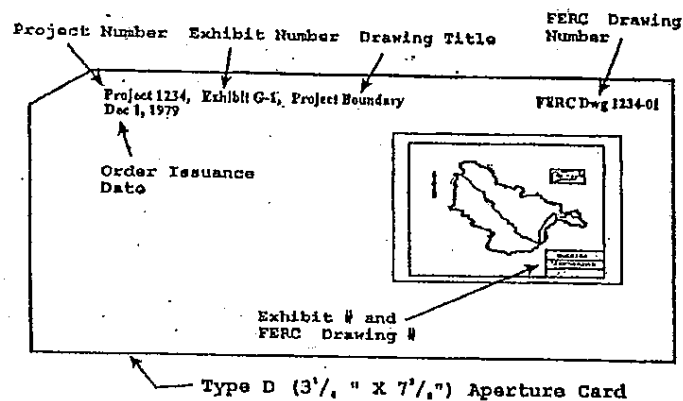 Project Number Exhibit Number Drawing Title
FERC Drawing
Number
Project 1234, Exhibit G-1, Project Boundary
Dec 1, 1979
FERC Dwg 1234-01
Order Issuance
Date
Exhibit # and
FERC Drawing #
Type D (3¹/₄ " X 7³/₈") Aperture Card